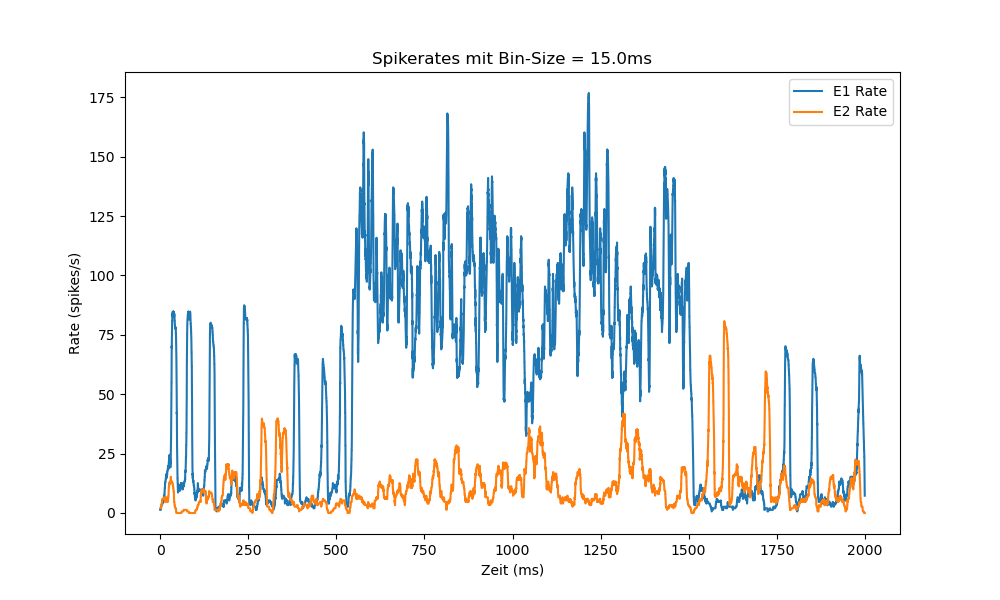 Spikerates mit Bin-Size = 15.0ms
E1 Rate
E2 Rate
175
150
125
100
75
50
25
0
Rate (spikes/s)
0 250 500 750 1000 1250 1500 1750 2000
Zeit (ms)